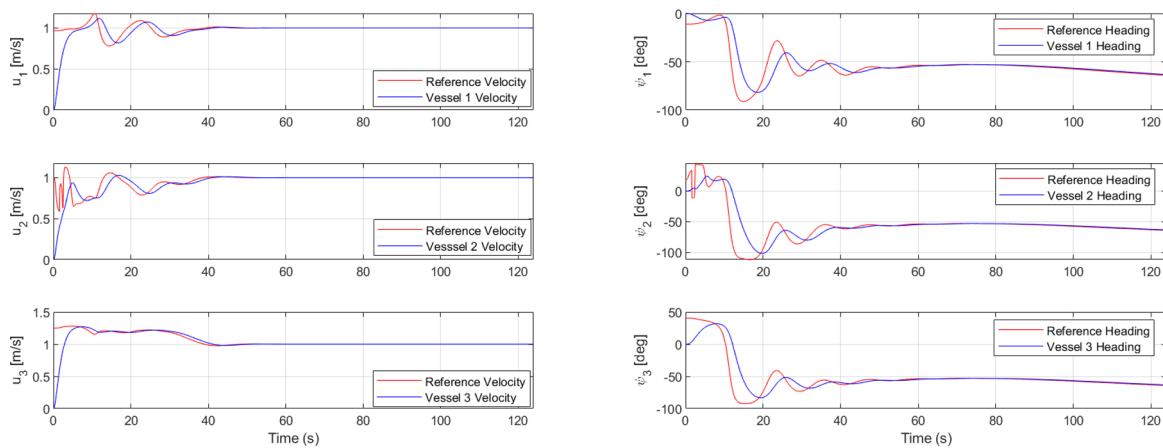 u1 [m/s]
1
0.5
0
Reference Velocity
Vessel 1 Velocity
0 20 40 60 80 100 120
u2 [m/s]
1
0.5
0
Reference Velocity
Vesssel 2 Velocity
0 20 40 60 80 100 120
u3 [m/s]
1.5
1
0.5
0
Reference Velocity
Vessel 3 Velocity
0 20 40 60 80 100 120
Time (s)
ψ1 [deg]
0
-50
-100
Reference Heading
Vessel 1 Heading
0 20 40 60 80 100 120
ψ2 [deg]
0
-50
-100
Reference Heading
Vessel 2 Heading
0 20 40 60 80 100 120
ψ3 [deg]
50
0
-50
-100
Reference Heading
Vessel 3 Heading
0 20 40 60 80 100 120
Time (s)